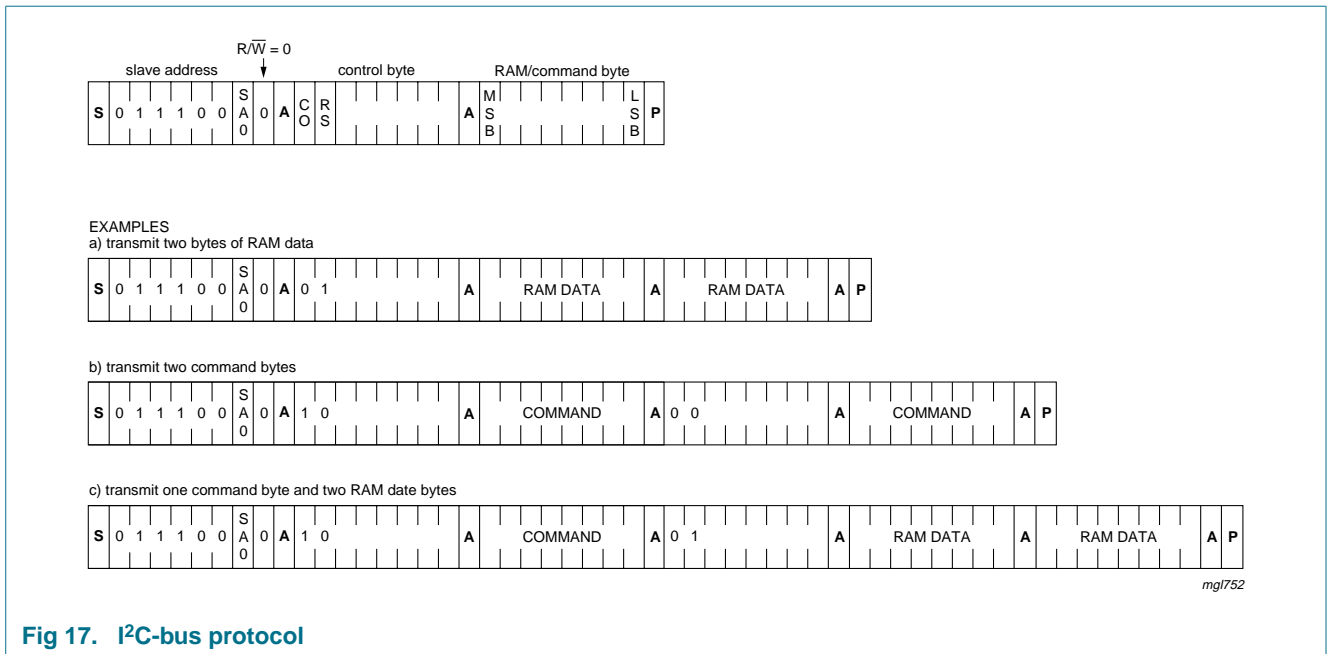 R/W = 0
slave address control byte RAM/command byte
S 0 1 1 1 0 0 SA0 0 A CO RS A MSB LSB P
EXAMPLES
a) transmit two bytes of RAM data
S 0 1 1 1 0 0 SA0 0 A 0 1 A RAM DATA A RAM DATA A P
b) transmit two command bytes
S 0 1 1 1 0 0 SA0 0 A 1 0 A COMMAND A 0 0 A COMMAND A P
c) transmit one command byte and two RAM date bytes
S 0 1 1 1 0 0 SA0 0 A 1 0 A COMMAND A 0 1 A RAM DATA A RAM DATA A P
mgl752
Fig 17. I2C-bus protocol